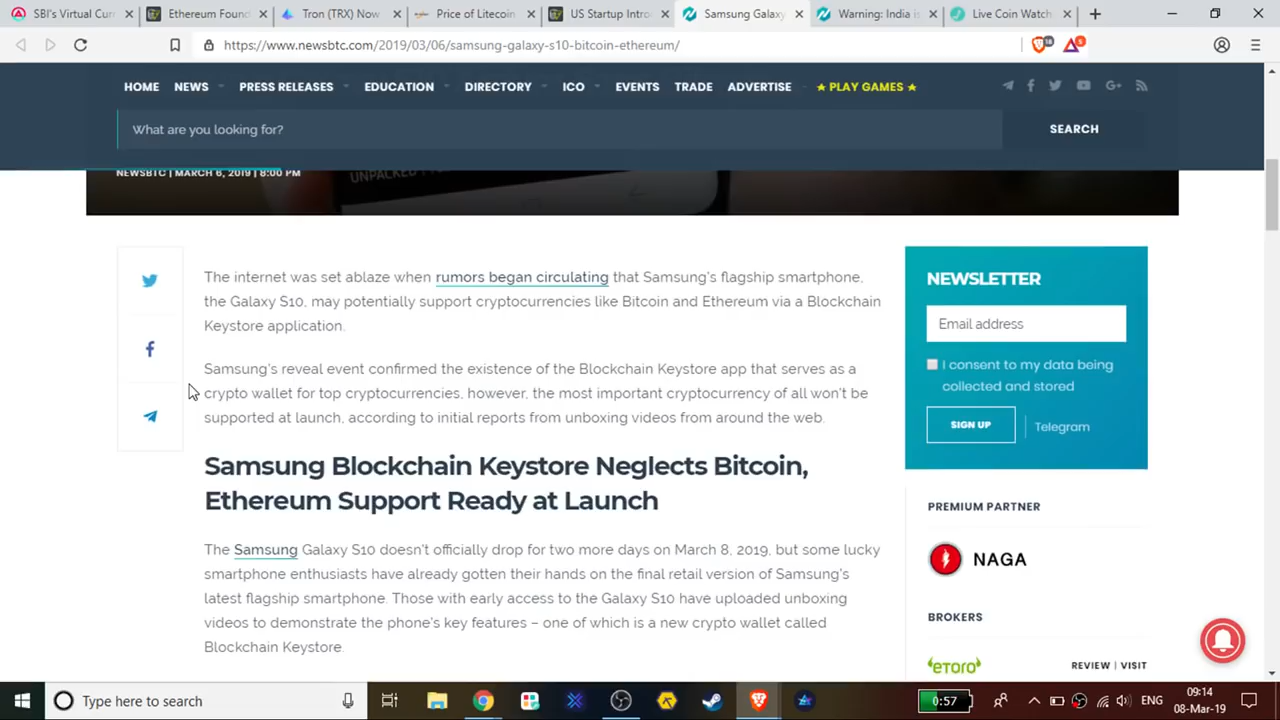 SBI's Virtual Curr
Ethereum Found
Tron (TRX) Now
Price of Litecoin
US Startup Intro
Samsung Galaxy
Warning: India is
Live Coin Watch
https://www.newsbtc.com/2019/03/06/samsung-galaxy-s10-bitcoin-ethereum/
18
5
HOME NEWS PRESS RELEASES EDUCATION DIRECTORY ICO EVENTS TRADE ADVERTISE ★ PLAY GAMES ★
What are you looking for?
SEARCH
NEWSBTC | MARCH 6, 2019 | 8:00 PM
UNPACKED
The internet was set ablaze when rumors began circulating that Samsung's flagship smartphone,
the Galaxy S10, may potentially support cryptocurrencies like Bitcoin and Ethereum via a Blockchain
Keystore application.
Samsung's reveal event confirmed the existence of the Blockchain Keystore app that serves as a
crypto wallet for top cryptocurrencies, however, the most important cryptocurrency of all won't be
supported at launch, according to initial reports from unboxing videos from around the web.
Samsung Blockchain Keystore Neglects Bitcoin,
Ethereum Support Ready at Launch
The Samsung Galaxy S10 doesn't officially drop for two more days on March 8, 2019, but some lucky
smartphone enthusiasts have already gotten their hands on the final retail version of Samsung's
latest flagship smartphone. Those with early access to the Galaxy S10 have uploaded unboxing
videos to demonstrate the phone's key features – one of which is a new crypto wallet called
Blockchain Keystore.
NEWSLETTER
Email address
I consent to my data being
collected and stored
SIGN UP
Telegram
PREMIUM PARTNER
NAGA
BROKERS
eToro
REVIEW | VISIT
Type here to search
0:57
ENG
09:14
08-Mar-19